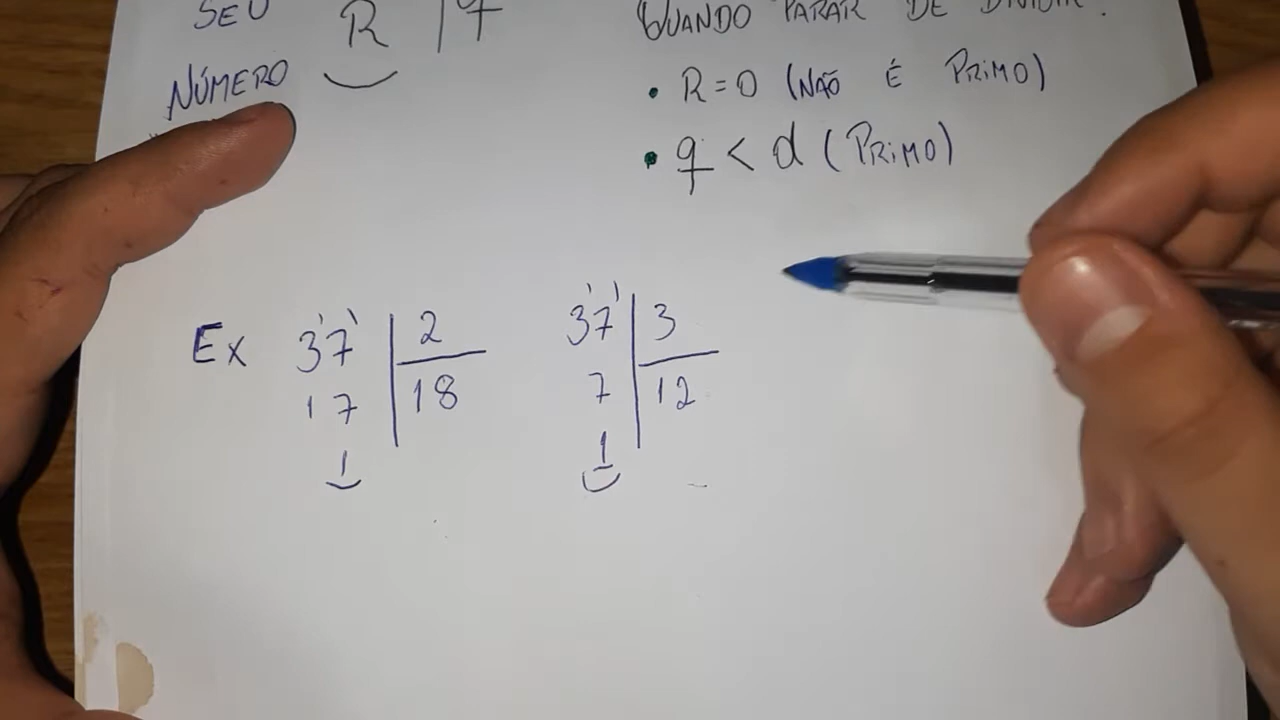 SEU R | q
NÚMERO
QUANDO PARAR DE DIVIDIR.
• R=0 (NÃO É PRIMO)
• q < d (PRIMO)
Ex 37 | 2
17 | 18
1
37 | 3
7 | 12
1